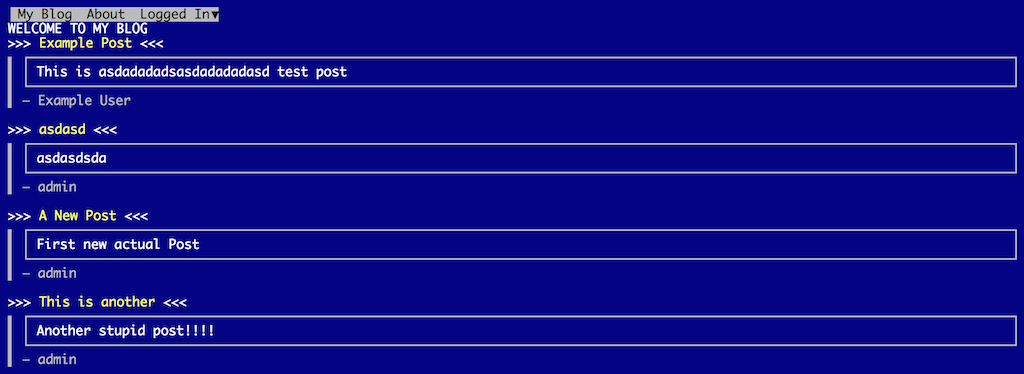 My Blog About Logged In▼
WELCOME TO MY BLOG
>>> Example Post <<<
This is asdadadadsasdadadadasd test post
— Example User
>>> asdasd <<<
asdasdsda
— admin
>>> A New Post <<<
First new actual Post
— admin
>>> This is another <<<
Another stupid post!!!!
— admin